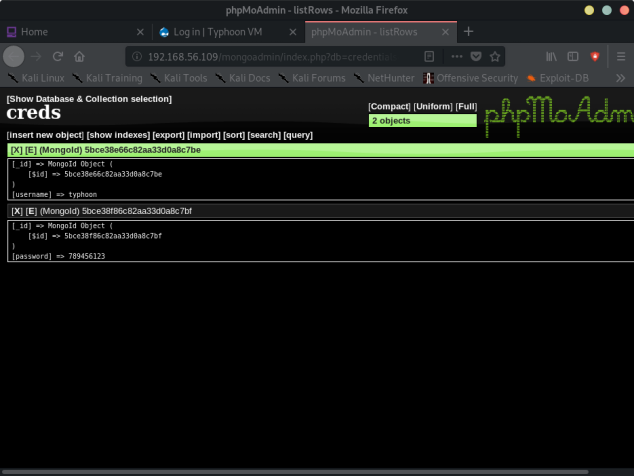 phpMoAdmin - listRows - Mozilla Firefox
Home
Log in | Typhoon VM
phpMoAdmin - listRows
192.168.56.109/mongoadmin/index.php?db=credential
Kali Linux
Kali Training
Kali Tools
Kali Docs
Kali Forums
NetHunter
Offensive Security
Exploit-DB
[Show Database & Collection selection]
creds
[Compact] [Uniform] [Full]
2 objects
phpMoAdm
[insert new object] [show indexes] [export] [import] [sort] [search] [query]
[X] [E] (MongoId) 5bce38e66c82aa33d0a8c7be
[_id] => MongoId Object (
[$id] => 5bce38e66c82aa33d0a8c7be
)
[username] => typhoon
[X] [E] (MongoId) 5bce38f86c82aa33d0a8c7bf
[_id] => MongoId Object (
[$id] => 5bce38f86c82aa33d0a8c7bf
)
[password] => 789456123